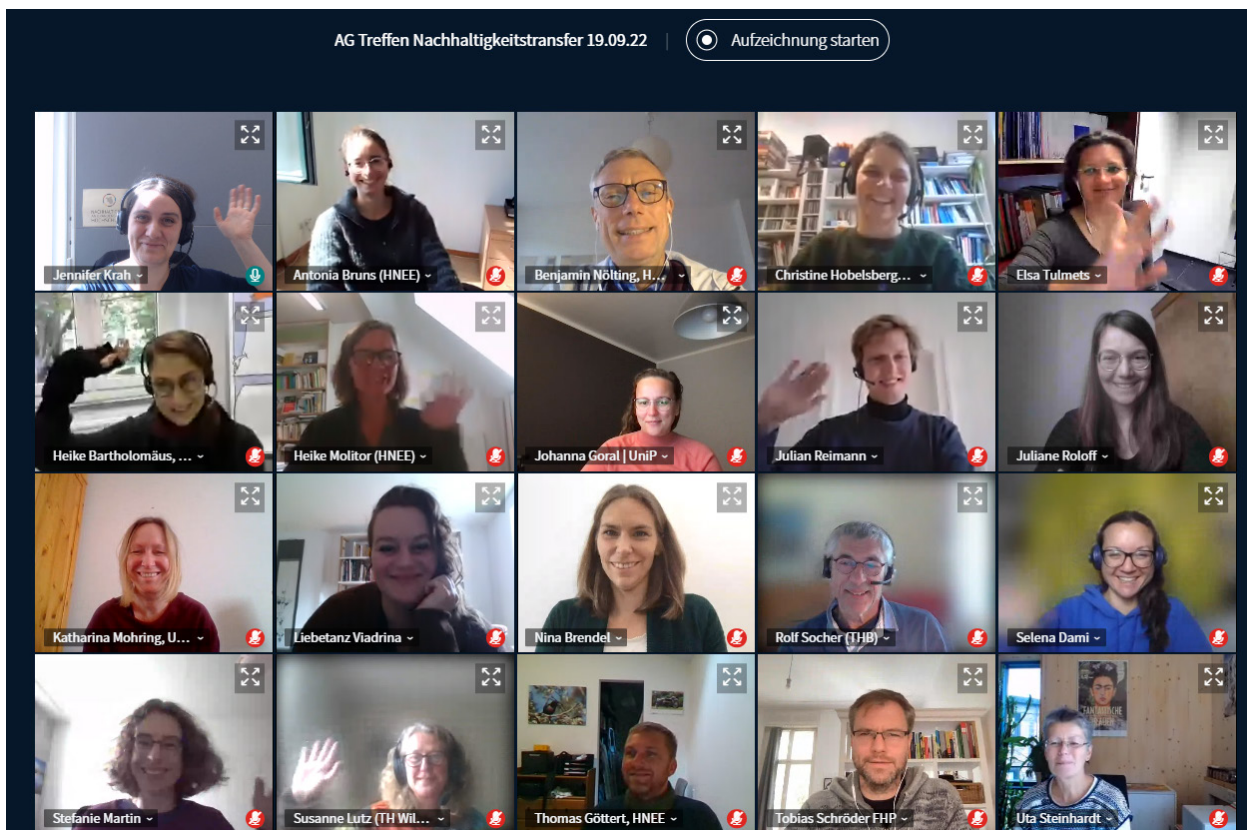 AG Treffen Nachhaltigkeitstransfer 19.09.22 | Aufzeichnung starten
Jennifer Krah
Antonia Bruns (HNEE)
Benjamin Nölting, H...
Christine Hobelsberg...
Elsa Tulmets
Heike Bartholomäus, ...
Heike Molitor (HNEE)
Johanna Goral | UniP
Julian Reimann
Juliane Roloff
Katharina Mohring, U...
Liebetanz Viadrina
Nina Brendel
Rolf Socher (THB)
Selena Dami
FANTASTISCHE
FRAUEN
Stefanie Martin
Susanne Lutz (TH Wil...
Thomas Göttert, HNEE
Tobias Schröder FHP
Uta Steinhardt